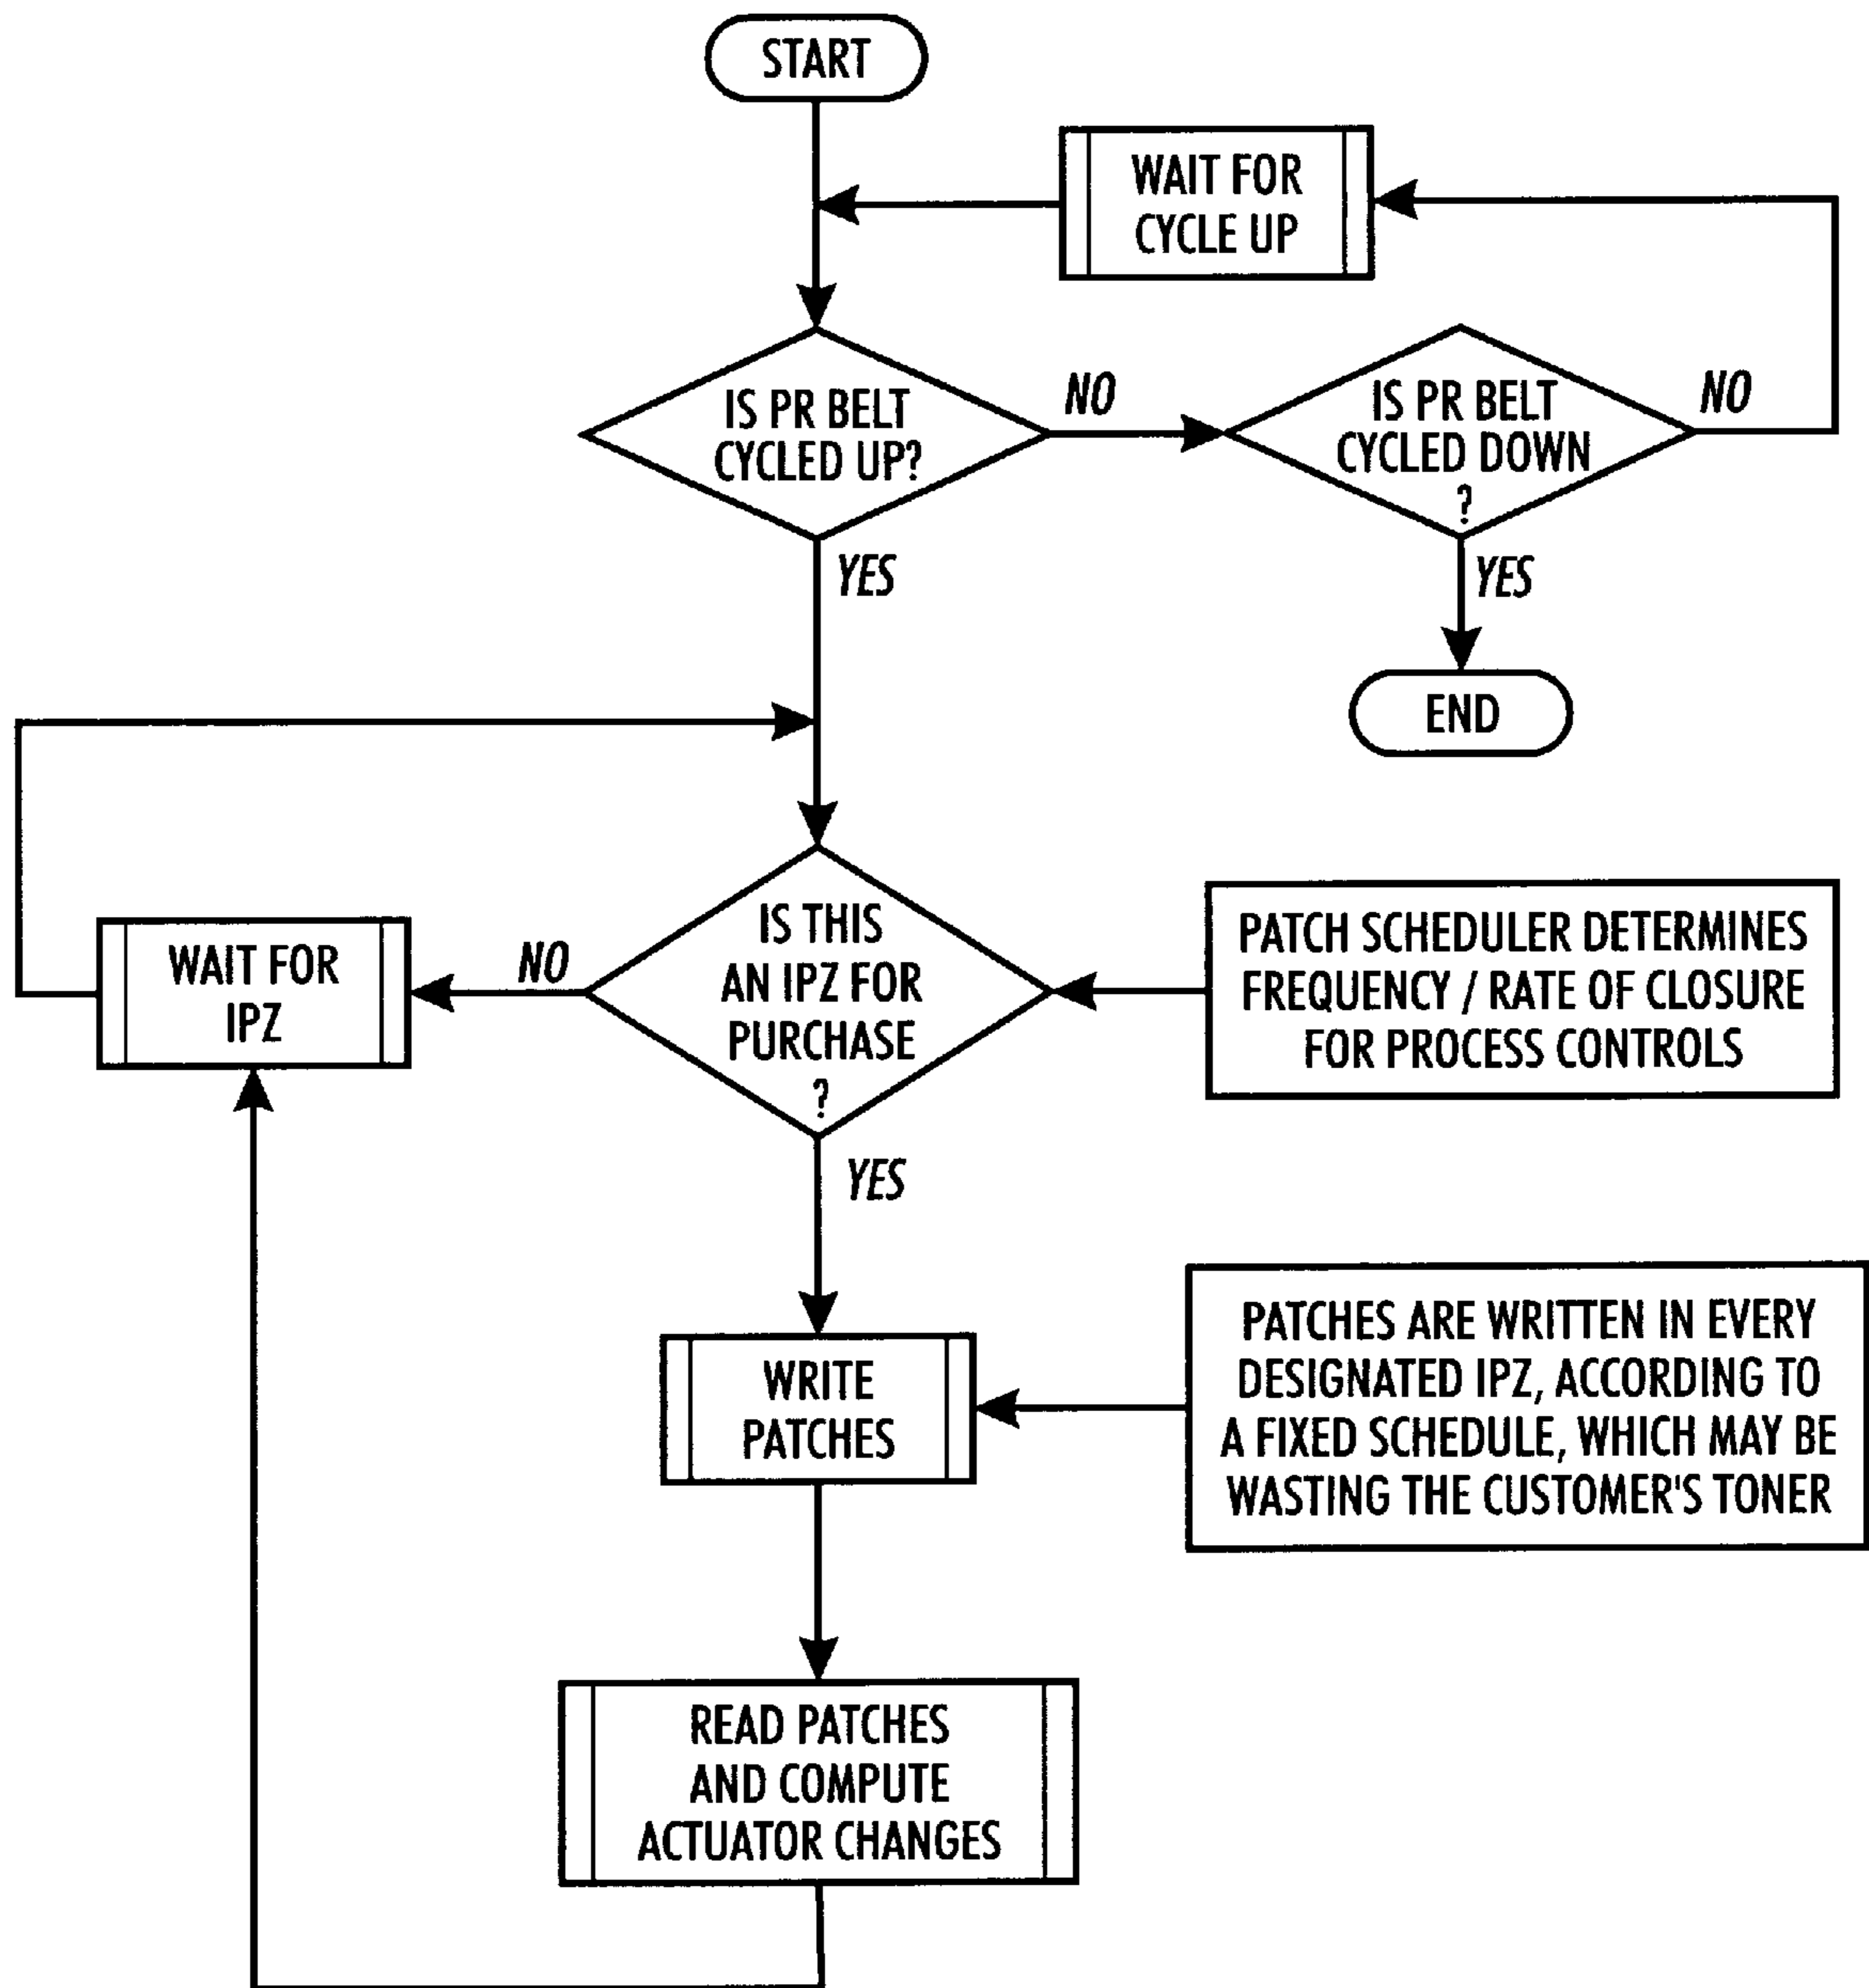 START
WAIT FOR
CYCLE UP
IS PR BELT
CYCLED UP?
NO
IS PR BELT
CYCLED DOWN
?
NO
YES
YES
END
IS THIS
AN IPZ FOR
PURCHASE
?
PATCH SCHEDULER DETERMINES
FREQUENCY / RATE OF CLOSURE
FOR PROCESS CONTROLS
WAIT FOR
IPZ
NO
YES
WRITE
PATCHES
PATCHES ARE WRITTEN IN EVERY
DESIGNATED IPZ, ACCORDING TO
A FIXED SCHEDULE, WHICH MAY BE
WASTING THE CUSTOMER'S TONER
READ PATCHES
AND COMPUTE
ACTUATOR CHANGES